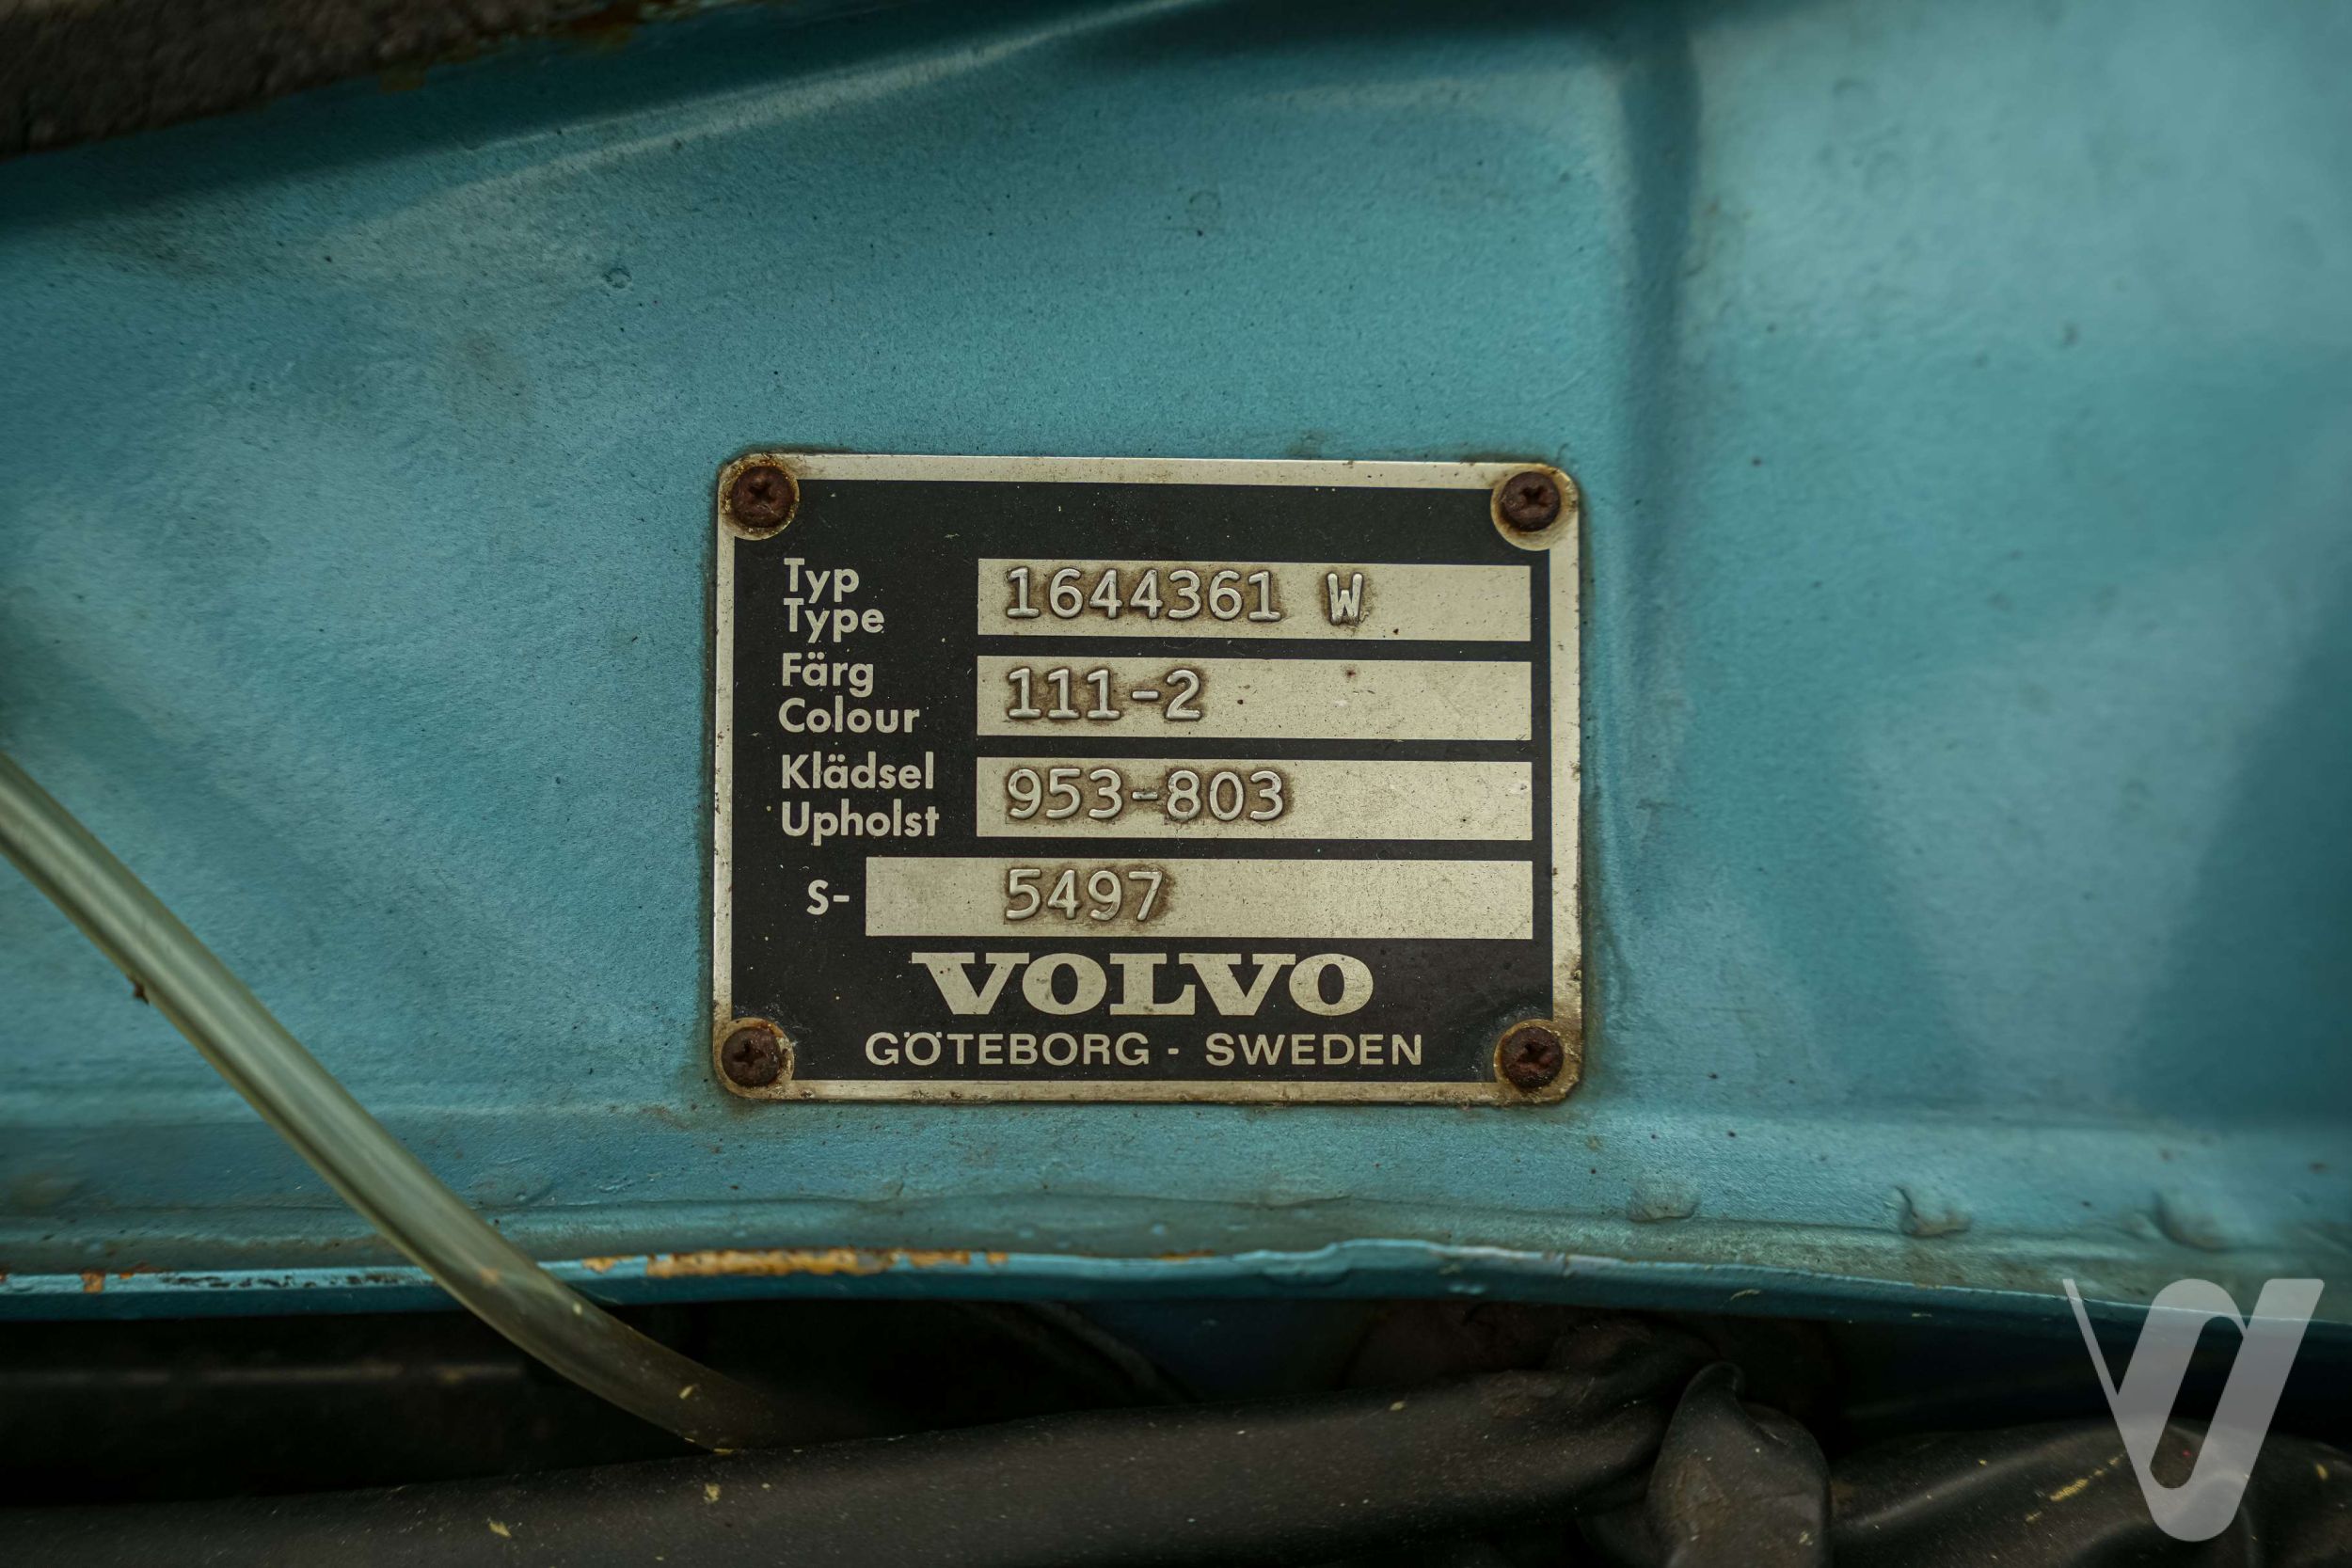 Typ
Type
1644361 W
Färg
Colour
111-2
Klädsel
Upholst
953-803
S- 5497
VOLVO
GÖTEBORG - SWEDEN